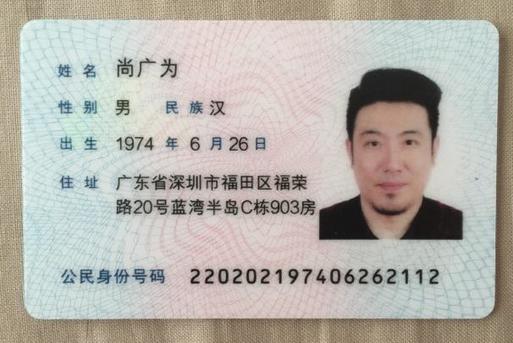 姓名 尚广为
性别 男 民族 汉
出生 1974 年 6 月 26 日
住址 广东省深圳市福田区福荣
路20号蓝湾半岛C栋903房
公民身份号码 220202197406262112